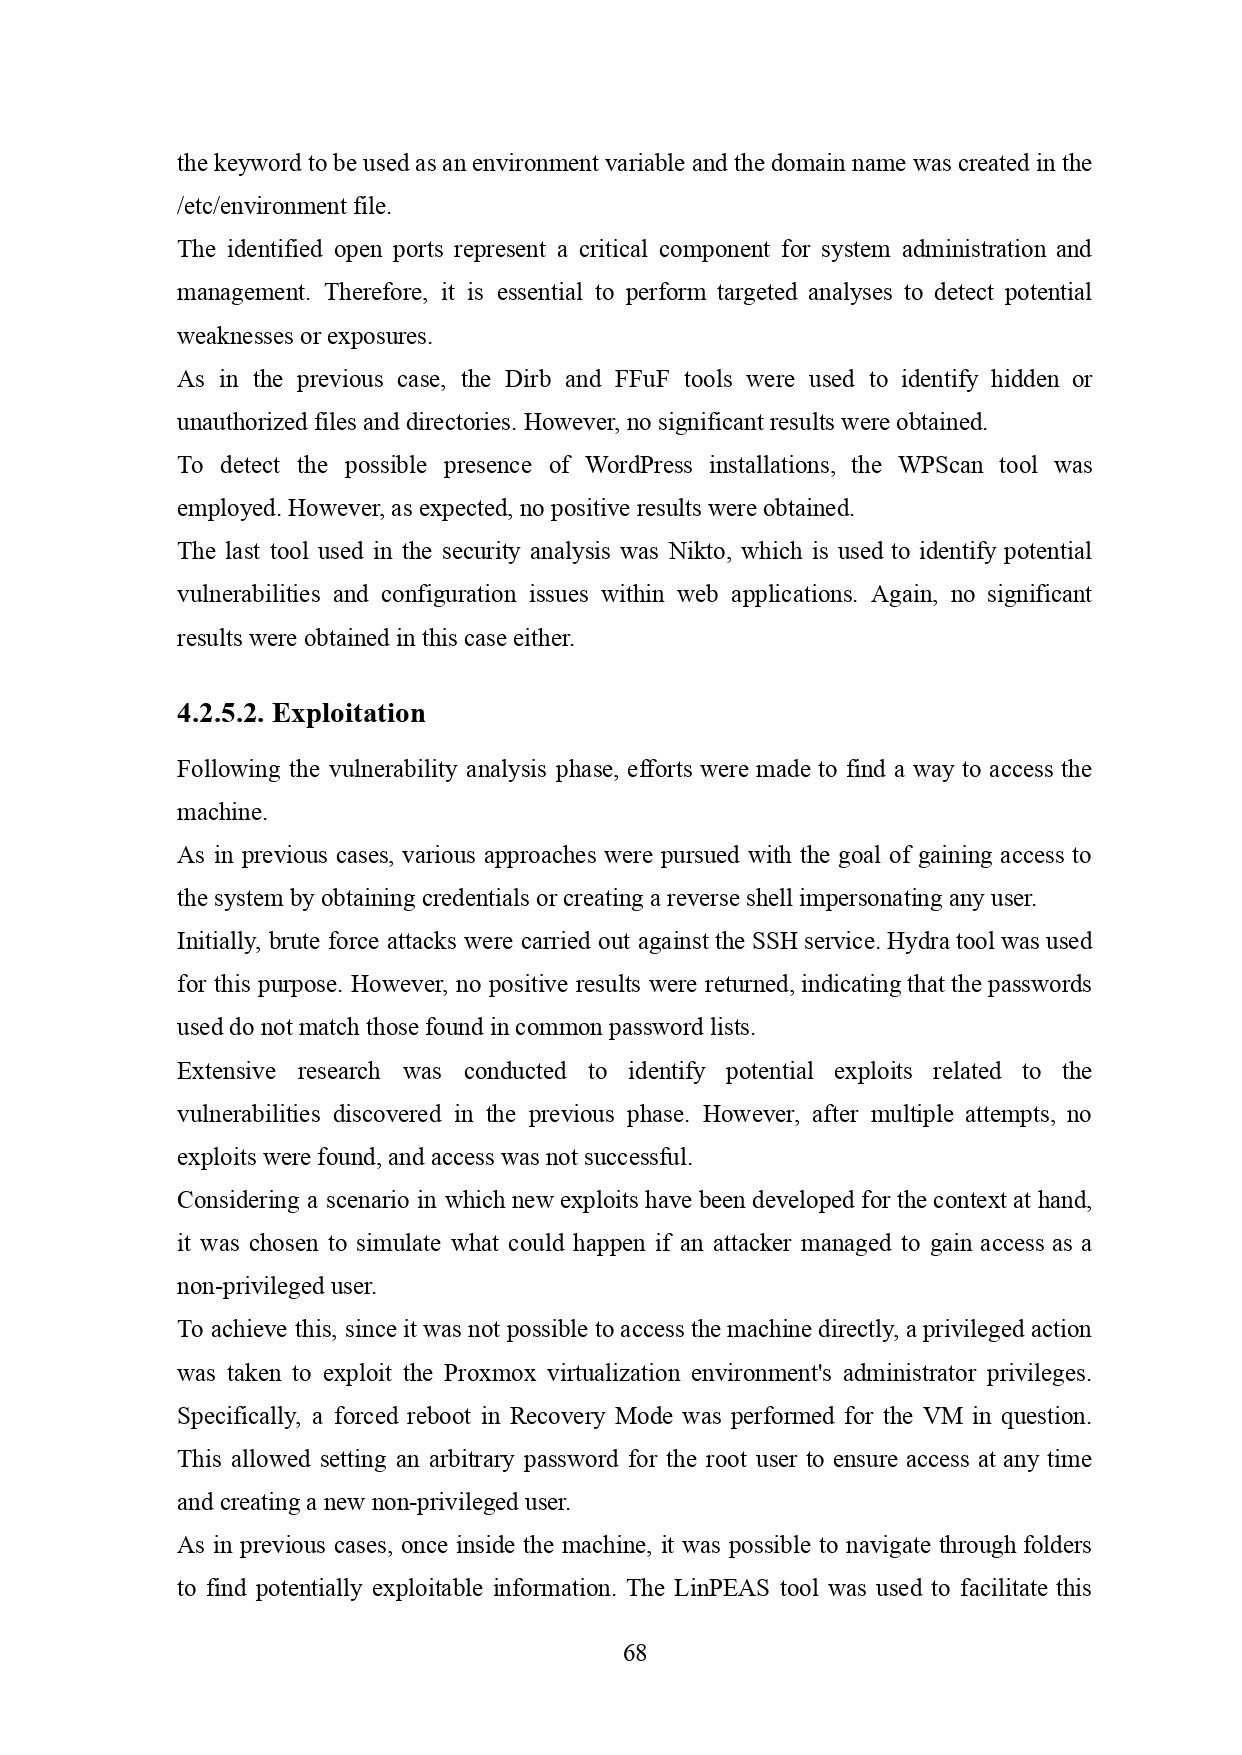 the keyword to be used as an environment variable and the domain name was created in the
/etc/environment file.
The identified open ports represent a critical component for system administration and
management. Therefore, it is essential to perform targeted analyses to detect potential
weaknesses or exposures.
As in the previous case, the Dirb and FFuF tools were used to identify hidden or
unauthorized files and directories. However, no significant results were obtained.
To detect the possible presence of WordPress installations, the WPScan tool was
employed. However, as expected, no positive results were obtained.
The last tool used in the security analysis was Nikto, which is used to identify potential
vulnerabilities and configuration issues within web applications. Again, no significant
results were obtained in this case either.
4.2.5.2. Exploitation
Following the vulnerability analysis phase, efforts were made to find a way to access the
machine.
As in previous cases, various approaches were pursued with the goal of gaining access to
the system by obtaining credentials or creating a reverse shell impersonating any user.
Initially, brute force attacks were carried out against the SSH service. Hydra tool was used
for this purpose. However, no positive results were returned, indicating that the passwords
used do not match those found in common password lists.
Extensive research was conducted to identify potential exploits related to the
vulnerabilities discovered in the previous phase. However, after multiple attempts, no
exploits were found, and access was not successful.
Considering a scenario in which new exploits have been developed for the context at hand,
it was chosen to simulate what could happen if an attacker managed to gain access as a
non-privileged user.
To achieve this, since it was not possible to access the machine directly, a privileged action
was taken to exploit the Proxmox virtualization environment's administrator privileges.
Specifically, a forced reboot in Recovery Mode was performed for the VM in question.
This allowed setting an arbitrary password for the root user to ensure access at any time
and creating a new non-privileged user.
As in previous cases, once inside the machine, it was possible to navigate through folders
to find potentially exploitable information. The LinPEAS tool was used to facilitate this
68